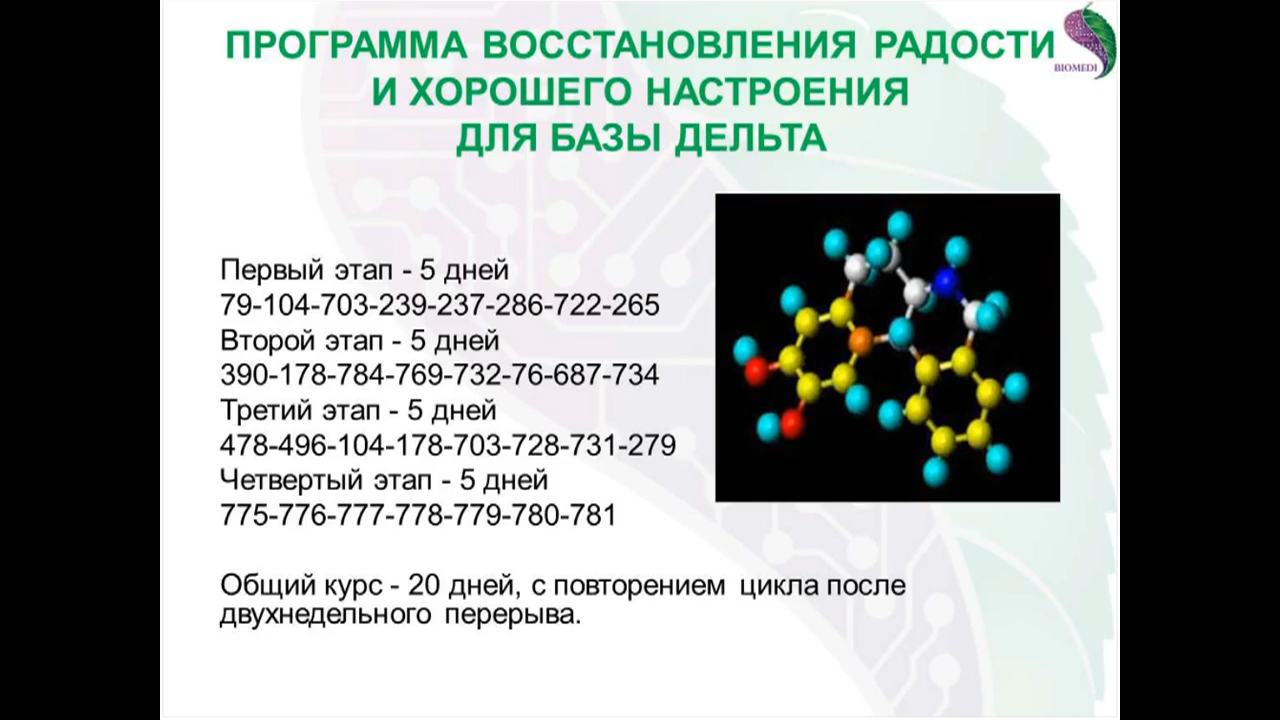 ПРОГРАММА ВОССТАНОВЛЕНИЯ РАДОСТИ
И ХОРОШЕГО НАСТРОЕНИЯ
ДЛЯ БАЗЫ ДЕЛЬТА
BIOMEDI
Первый этап - 5 дней
79-104-703-239-237-286-722-265
Второй этап - 5 дней
390-178-784-769-732-76-687-734
Третий этап - 5 дней
478-496-104-178-703-728-731-279
Четвертый этап - 5 дней
775-776-777-778-779-780-781
Общий курс - 20 дней, с повторением цикла после
двухнедельного перерыва.